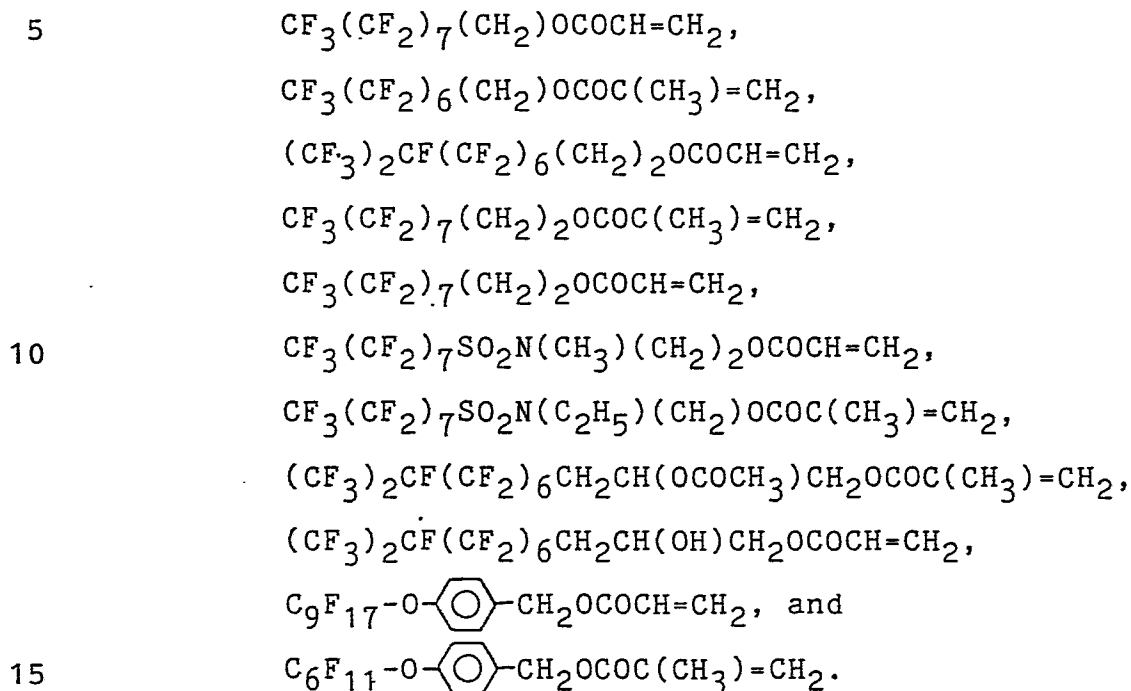 5 CF₃(CF₂)₇(CH₂)OCOCH=CH₂,
CF₃(CF₂)₆(CH₂)OCOC(CH₃)=CH₂,
(CF₃)₂CF(CF₂)₆(CH₂)₂OCOCH=CH₂,
CF₃(CF₂)₇(CH₂)₂OCOC(CH₃)=CH₂,
CF₃(CF₂)₇(CH₂)₂OCOCH=CH₂,
10 CF₃(CF₂)₇SO₂N(CH₃)(CH₂)₂OCOCH=CH₂,
CF₃(CF₂)₇SO₂N(C₂H₅)(CH₂)OCOC(CH₃)=CH₂,
(CF₃)₂CF(CF₂)₆CH₂CH(OCOCH₃)CH₂OCOC(CH₃)=CH₂,
(CF₃)₂CF(CF₂)₆CH₂CH(OH)CH₂OCOCH=CH₂,
C₉F₁₇-O-CH₂OCOCH=CH₂, and
15 C₆F₁₁-O-CH₂OCOC(CH₃)=CH₂.